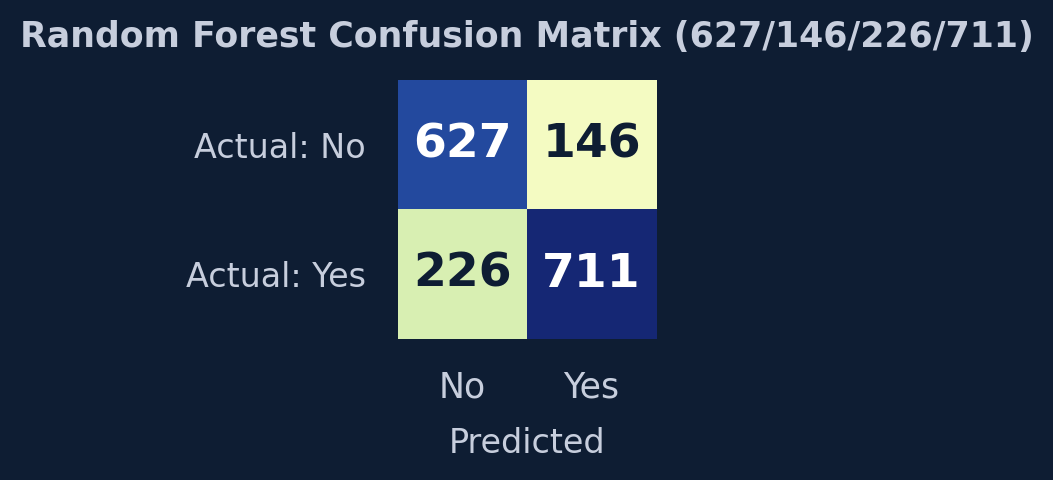 Random Forest Confusion Matrix (627/146/226/711)
Actual: No 627 146
Actual: Yes 226 711
No Yes
Predicted